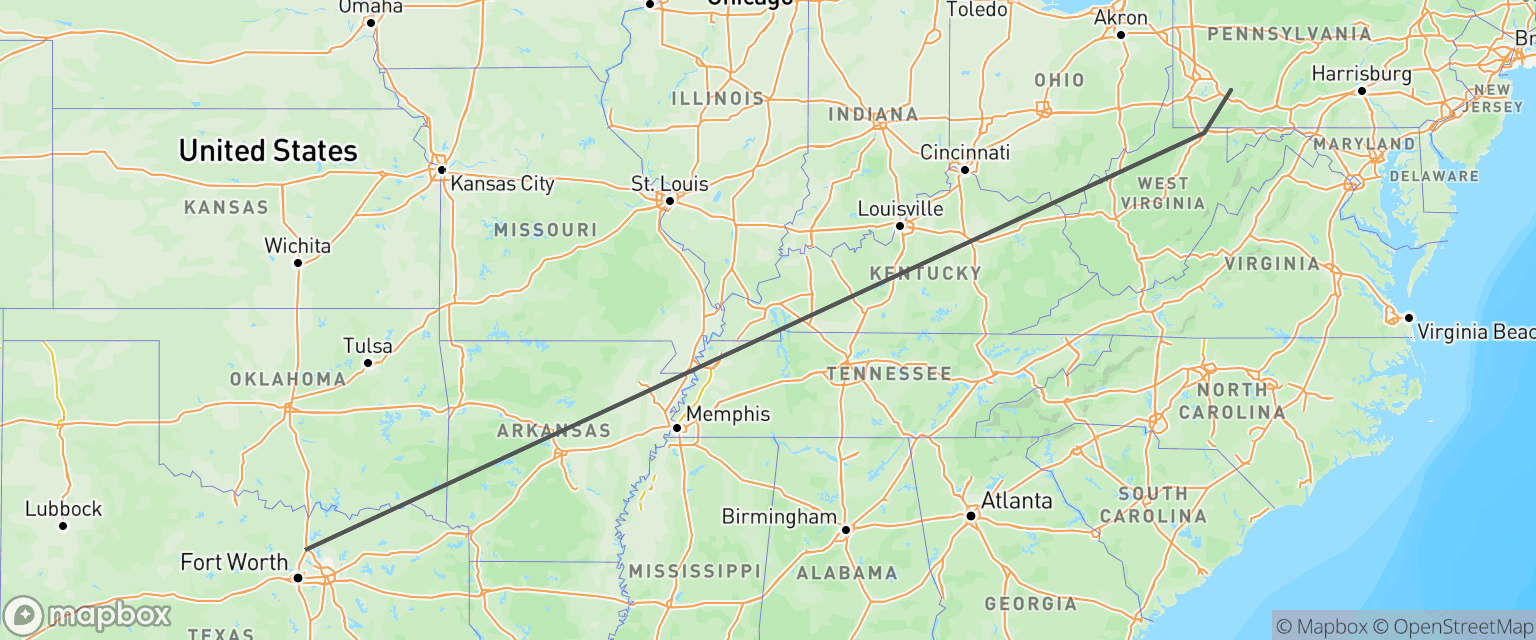 Omaha
Chicago
Toledo
Akron
PENNSYLVANIA
Harrisburg
NEW
JERSEY
OHIO
ILLINOIS
INDIANA
MARYLAND
DELAWARE
United States
Kansas City
St. Louis
Cincinnati
Louisville
WEST
VIRGINIA
KANSAS
MISSOURI
Wichita
KENTUCKY
VIRGINIA
Virginia Beac
Tulsa
OKLAHOMA
TENNESSEE
NORTH
CAROLINA
Memphis
ARKANSAS
Lubbock
Birmingham
Atlanta
SOUTH
CAROLINA
Fort Worth
MISSISSIPPI
ALABAMA
GEORGIA
mapbox
TEXAS
© Mapbox © OpenStreetMap